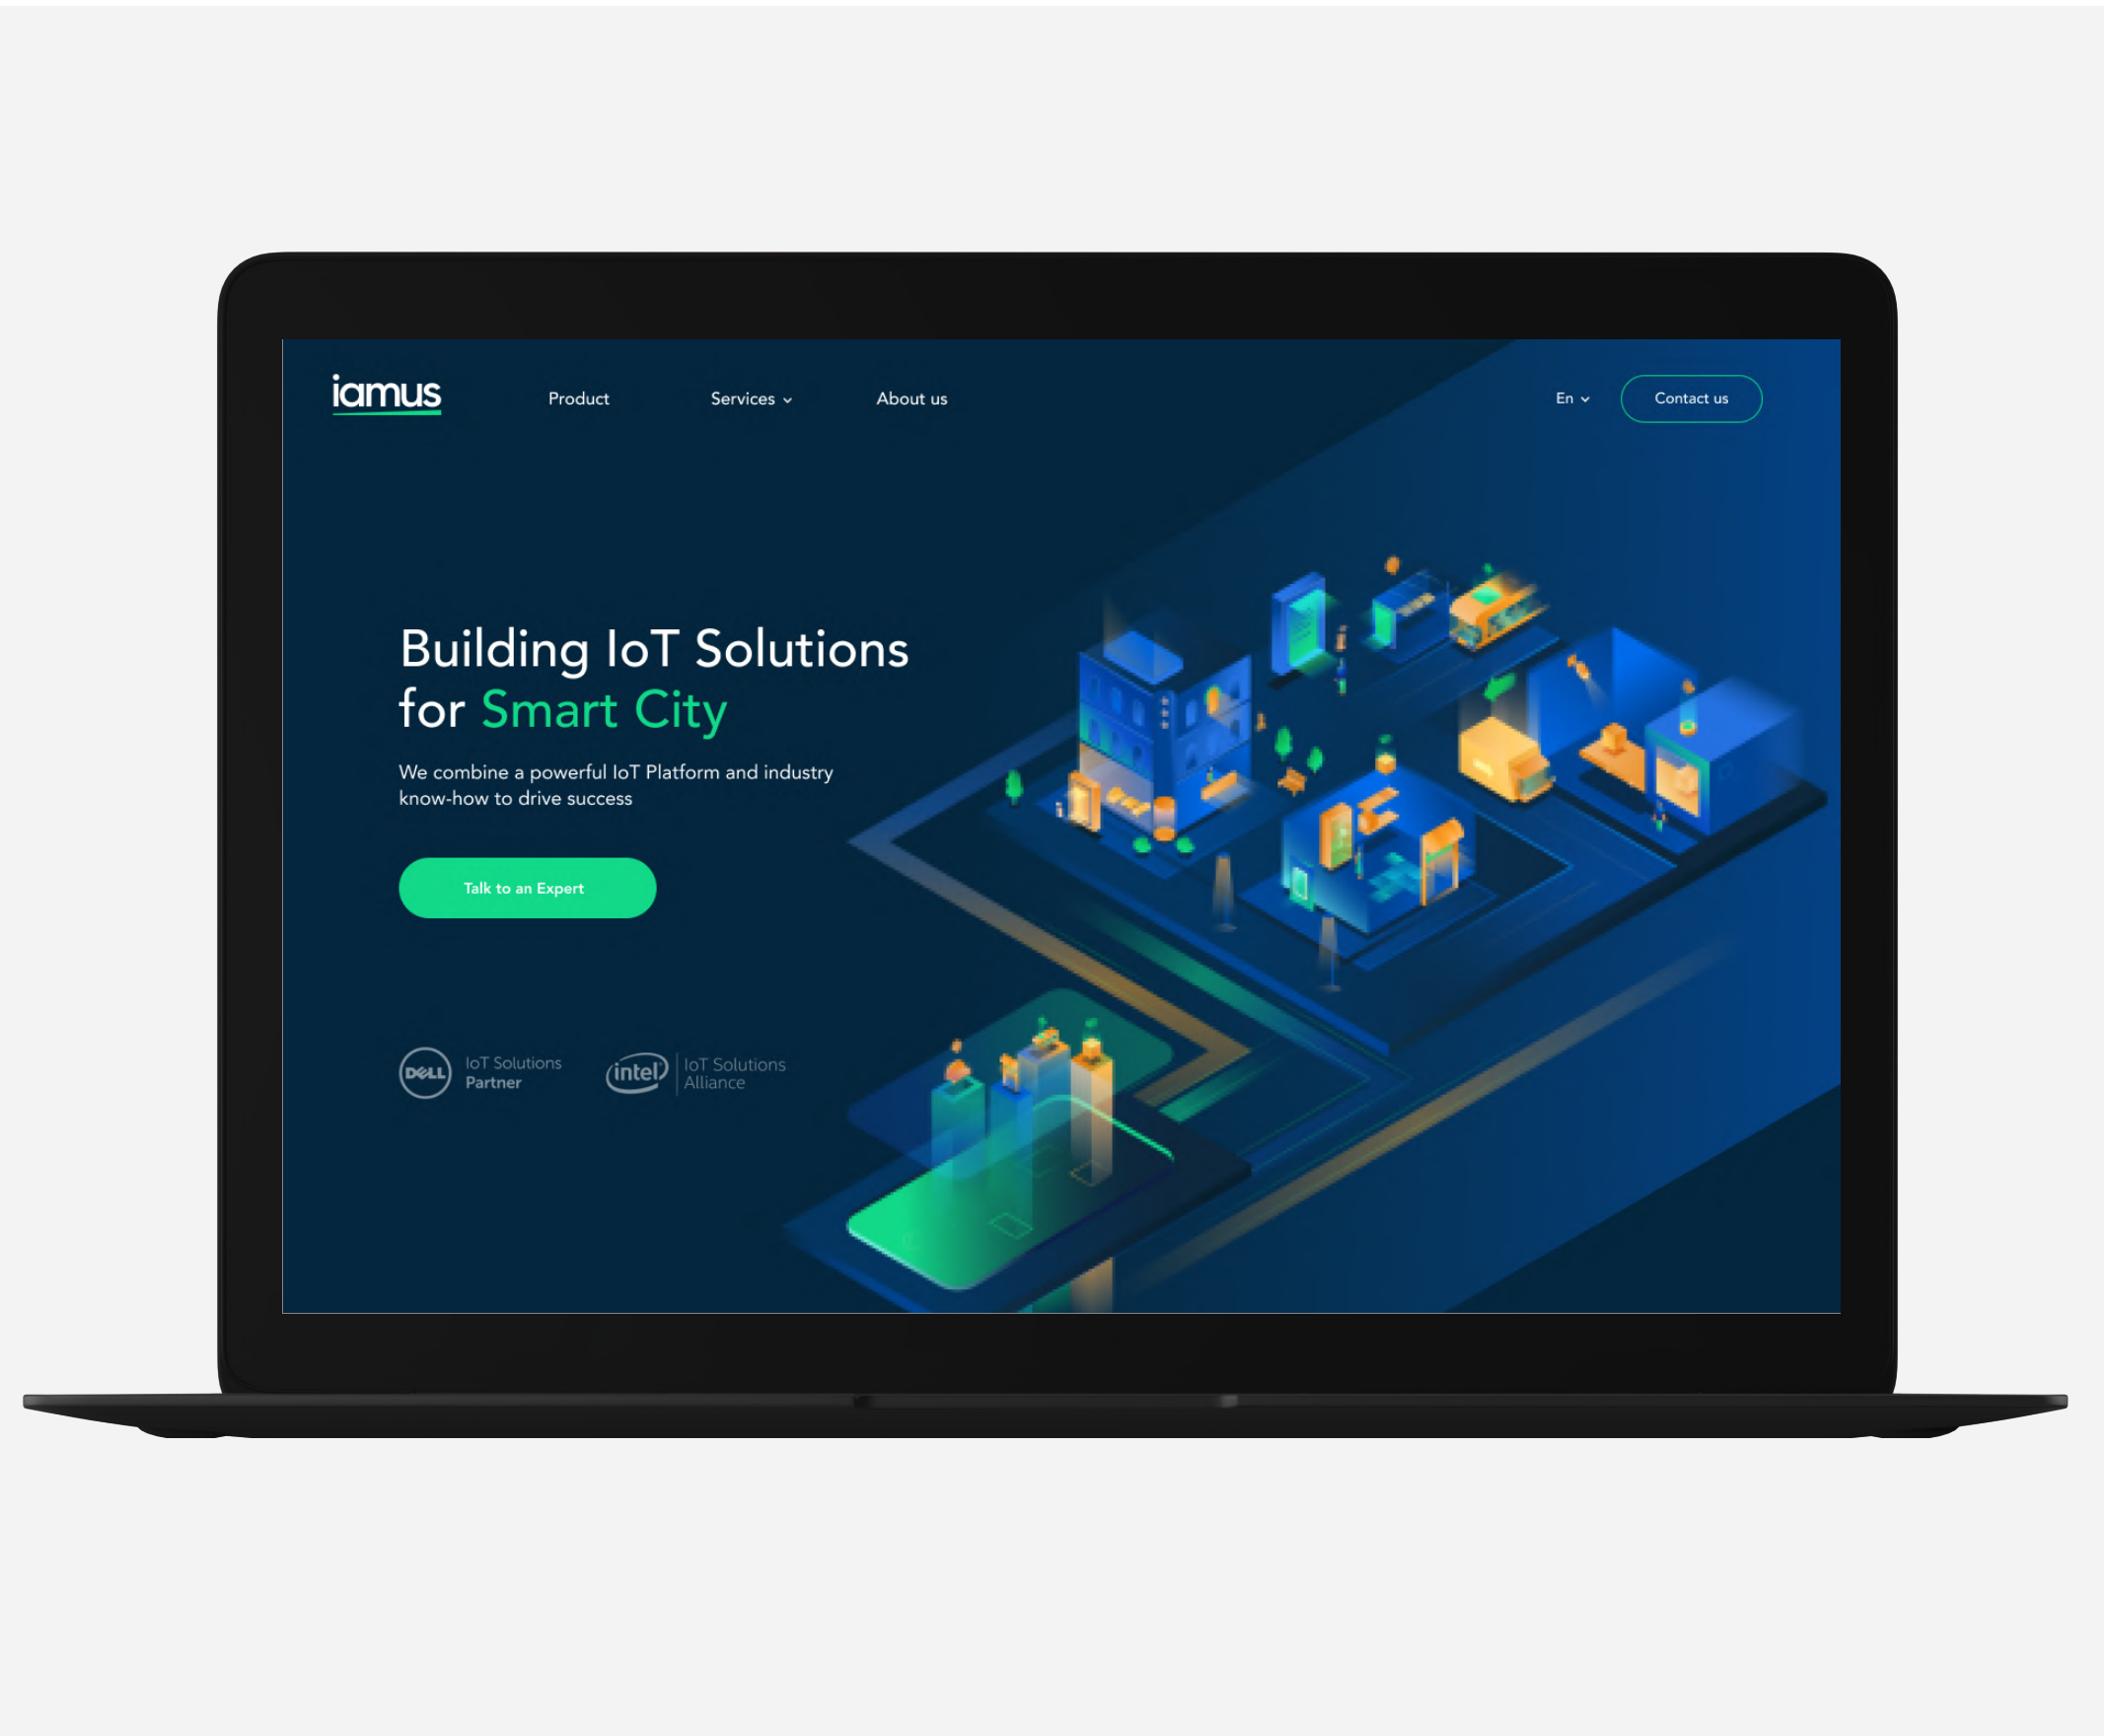 iamus
Product
Services
About us
En
Contact us
Building IoT Solutions
for Smart City
We combine a powerful IoT Platform and industry
know-how to drive success
Talk to an Expert
DELL
IoT Solutions
Partner
intel
IoT Solutions
Alliance